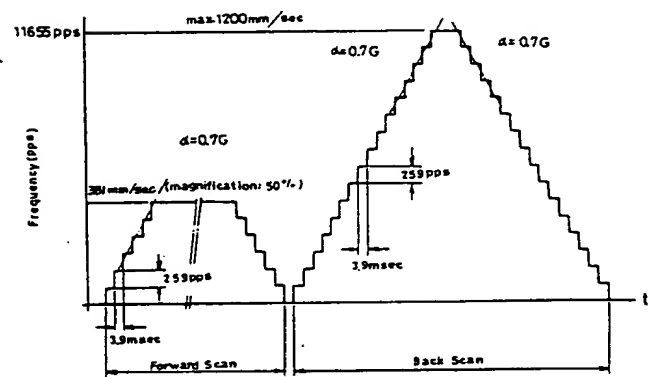 max 1200mm/sec
11655pps
α=0.7G
α=0.7G
α=0.7G
Frequency(pps)
381mm/sec/(magnification: 50%)
259pps
259pps
3.9msec
3.9msec
t
Forward Scan
Back Scan